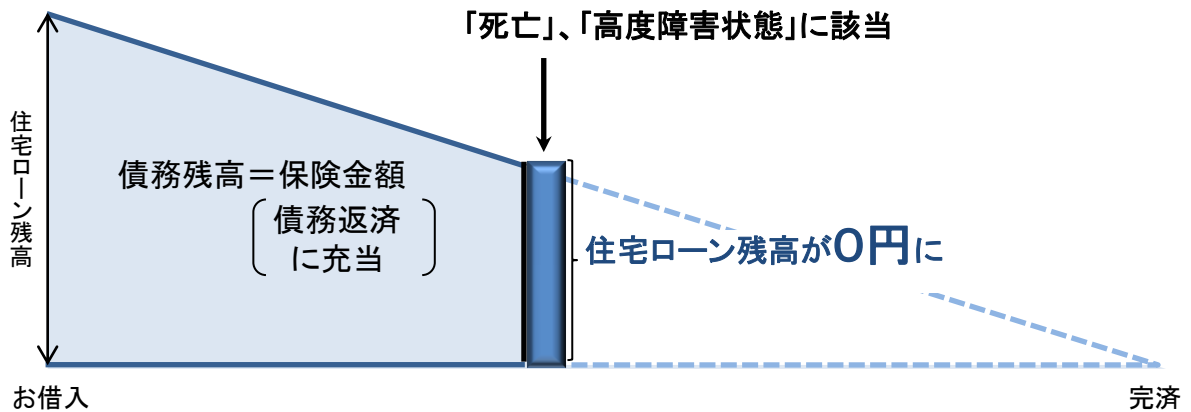 「死亡」、「高度障害状態」に該当
住宅ローン残高
債務残高＝保険金額
債務返済
に充当
住宅ローン残高が0円に
お借入
完済